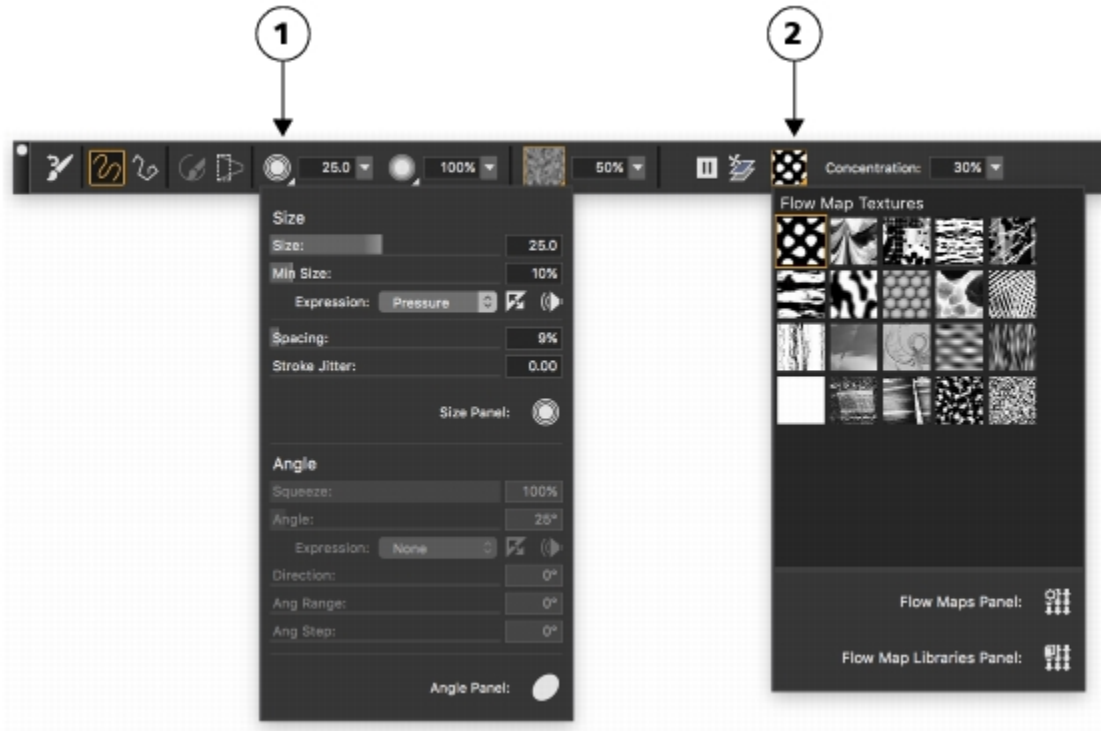 1
2
25.0
100%
50%
Concentration: 30%
Size
Size: 25.0
Min Size: 10%
Expression: Pressure
Spacing: 9%
Stroke Jitter: 0.00
Size Panel:
Angle
Squeeze: 100%
Angle: 25°
Expression: None
Direction: 0°
Ang Range: 0°
Ang Step: 0°
Angle Panel:
Flow Map Textures
Flow Maps Panel:
Flow Map Libraries Panel: